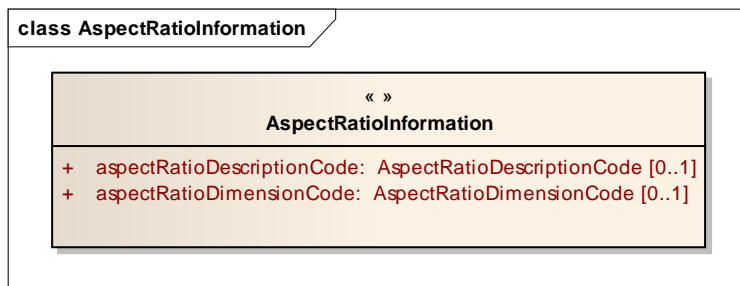 class AspectRatioInformation
« »
AspectRatioInformation
+ aspectRatioDescriptionCode: AspectRatioDescriptionCode [0..1]
+ aspectRatioDimensionCode: AspectRatioDimensionCode [0..1]